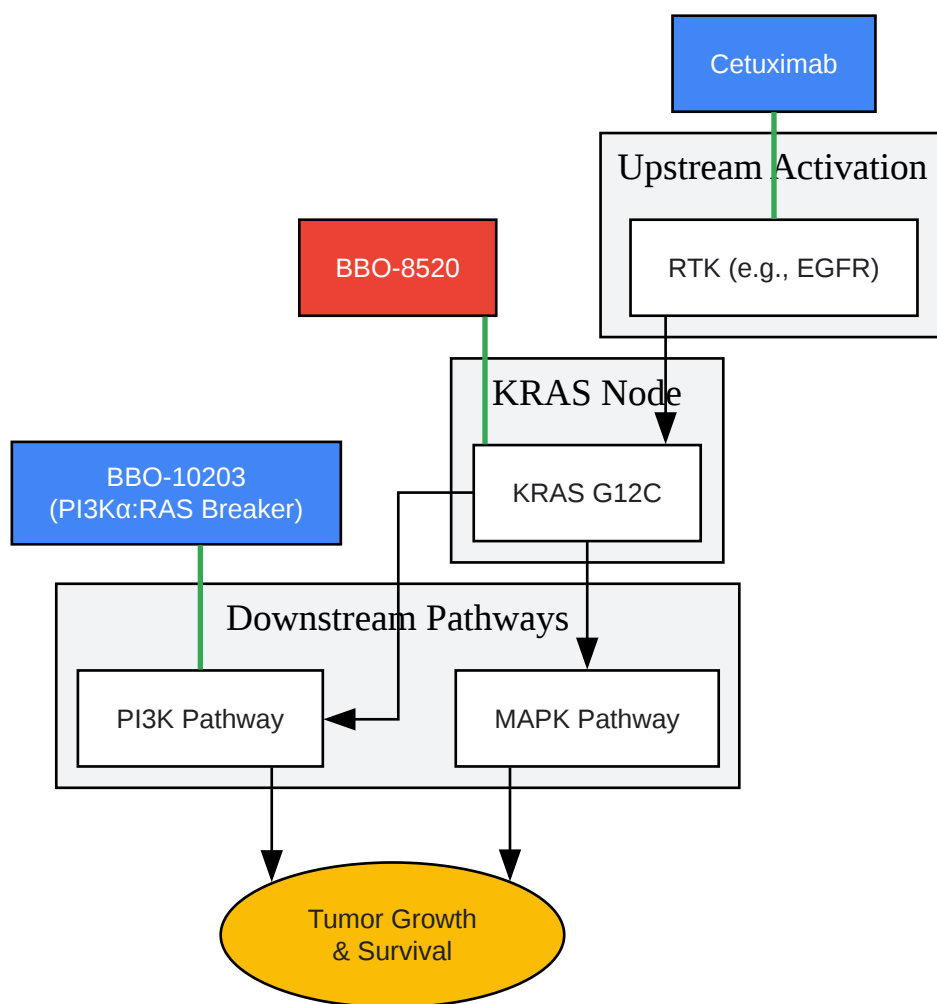 Cetuximab
Upstream Activation
RTK (e.g., EGFR)
BBO-8520
KRAS Node
KRAS G12C
BBO-10203
(PI3Kα:RAS Breaker)
Downstream Pathways
PI3K Pathway
MAPK Pathway
Tumor Growth
& Survival